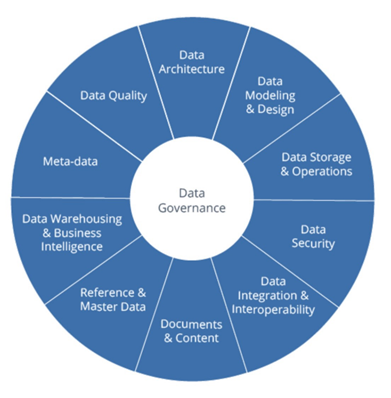 Data
Architecture
Data
Modeling
& Design
Data Storage
& Operations
Data
Security
Data
Integration &
Interoperability
Documents
& Content
Reference &
Master Data
Data Warehousing
& Business
Intelligence
Meta-data
Data Quality
Data
Governance